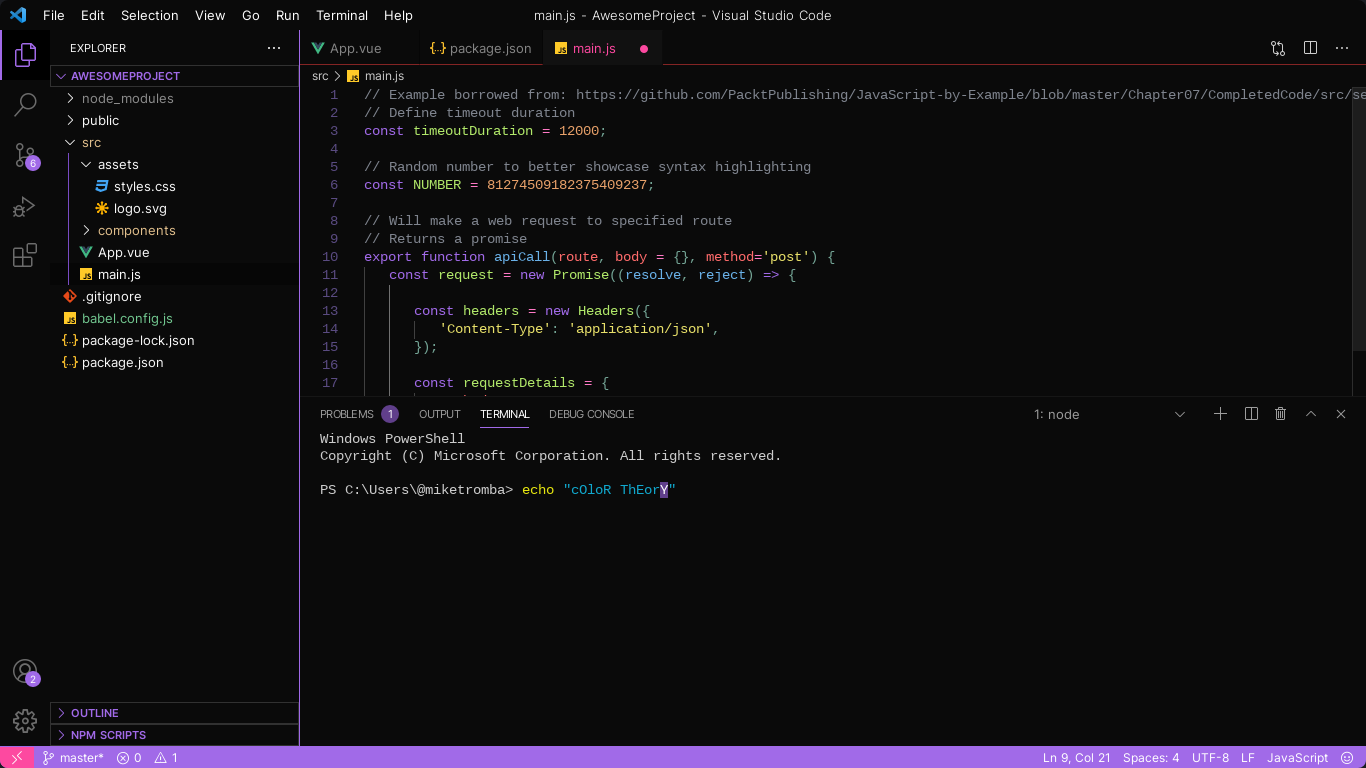 File Edit Selection View Go Run Terminal Help
main.js - AwesomeProject - Visual Studio Code
EXPLORER
AWESOMEPROJECT
node_modules
public
src
assets
styles.css
logo.svg
components
App.vue
main.js
.gitignore
babel.config.js
package-lock.json
package.json
OUTLINE
NPM SCRIPTS
6
2
App.vue package.json main.js
src main.js
1 // Example borrowed from: https://github.com/PacktPublishing/JavaScript-by-Example/blob/master/Chapter07/CompletedCode/src/se
2 // Define timeout duration
3 const timeoutDuration = 12000;
4
5 // Random number to better showcase syntax highlighting
6 const NUMBER = 81274509182375409237;
7
8 // Will make a web request to specified route
9 // Returns a promise
10 export function apiCall(route, body = {}, method='post') {
11 const request = new Promise((resolve, reject) => {
12
13 const headers = new Headers({
14 'Content-Type': 'application/json',
15 });
16
17 const requestDetails = {
PROBLEMS 1 OUTPUT TERMINAL DEBUG CONSOLE 1: node
Windows PowerShell
Copyright (C) Microsoft Corporation. All rights reserved.
PS C:\Users\@miketromba> echo "cOloR ThEorY"
master* 0 1 Ln 9, Col 21 Spaces: 4 UTF-8 LF JavaScript